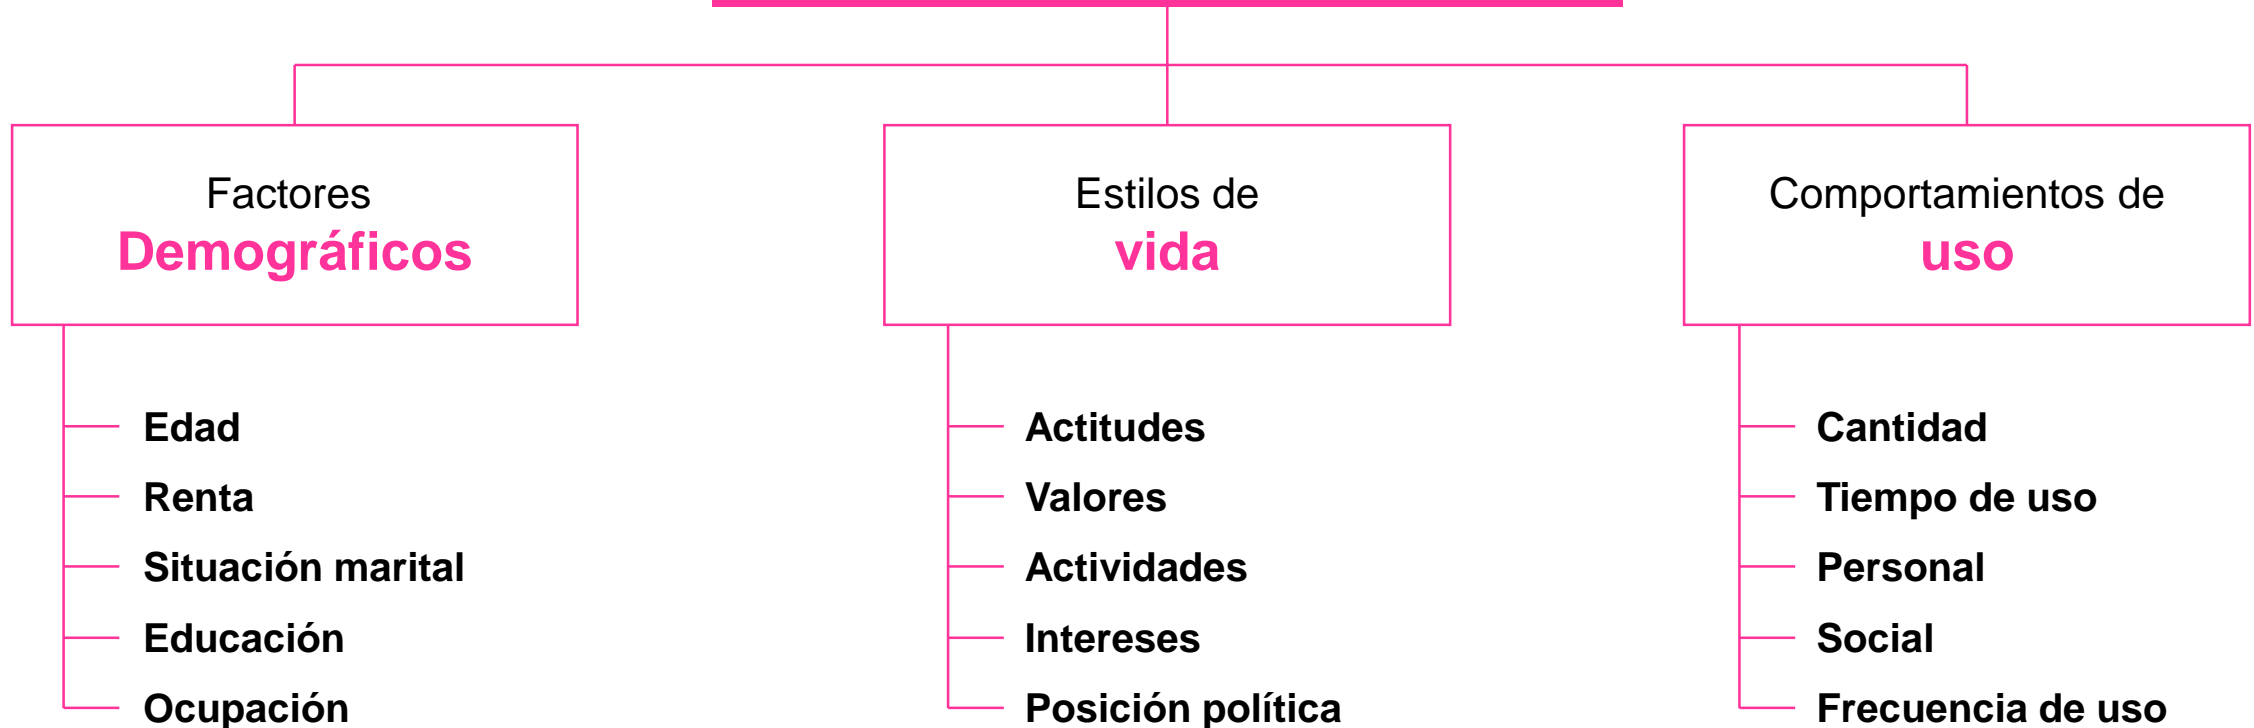 Factores
Demográficos
Edad
Renta
Situación marital
Educación
Ocupación
Estilos de
vida
Actitudes
Valores
Actividades
Intereses
Posición política
Comportamientos de
uso
Cantidad
Tiempo de uso
Personal
Social
Frecuencia de uso